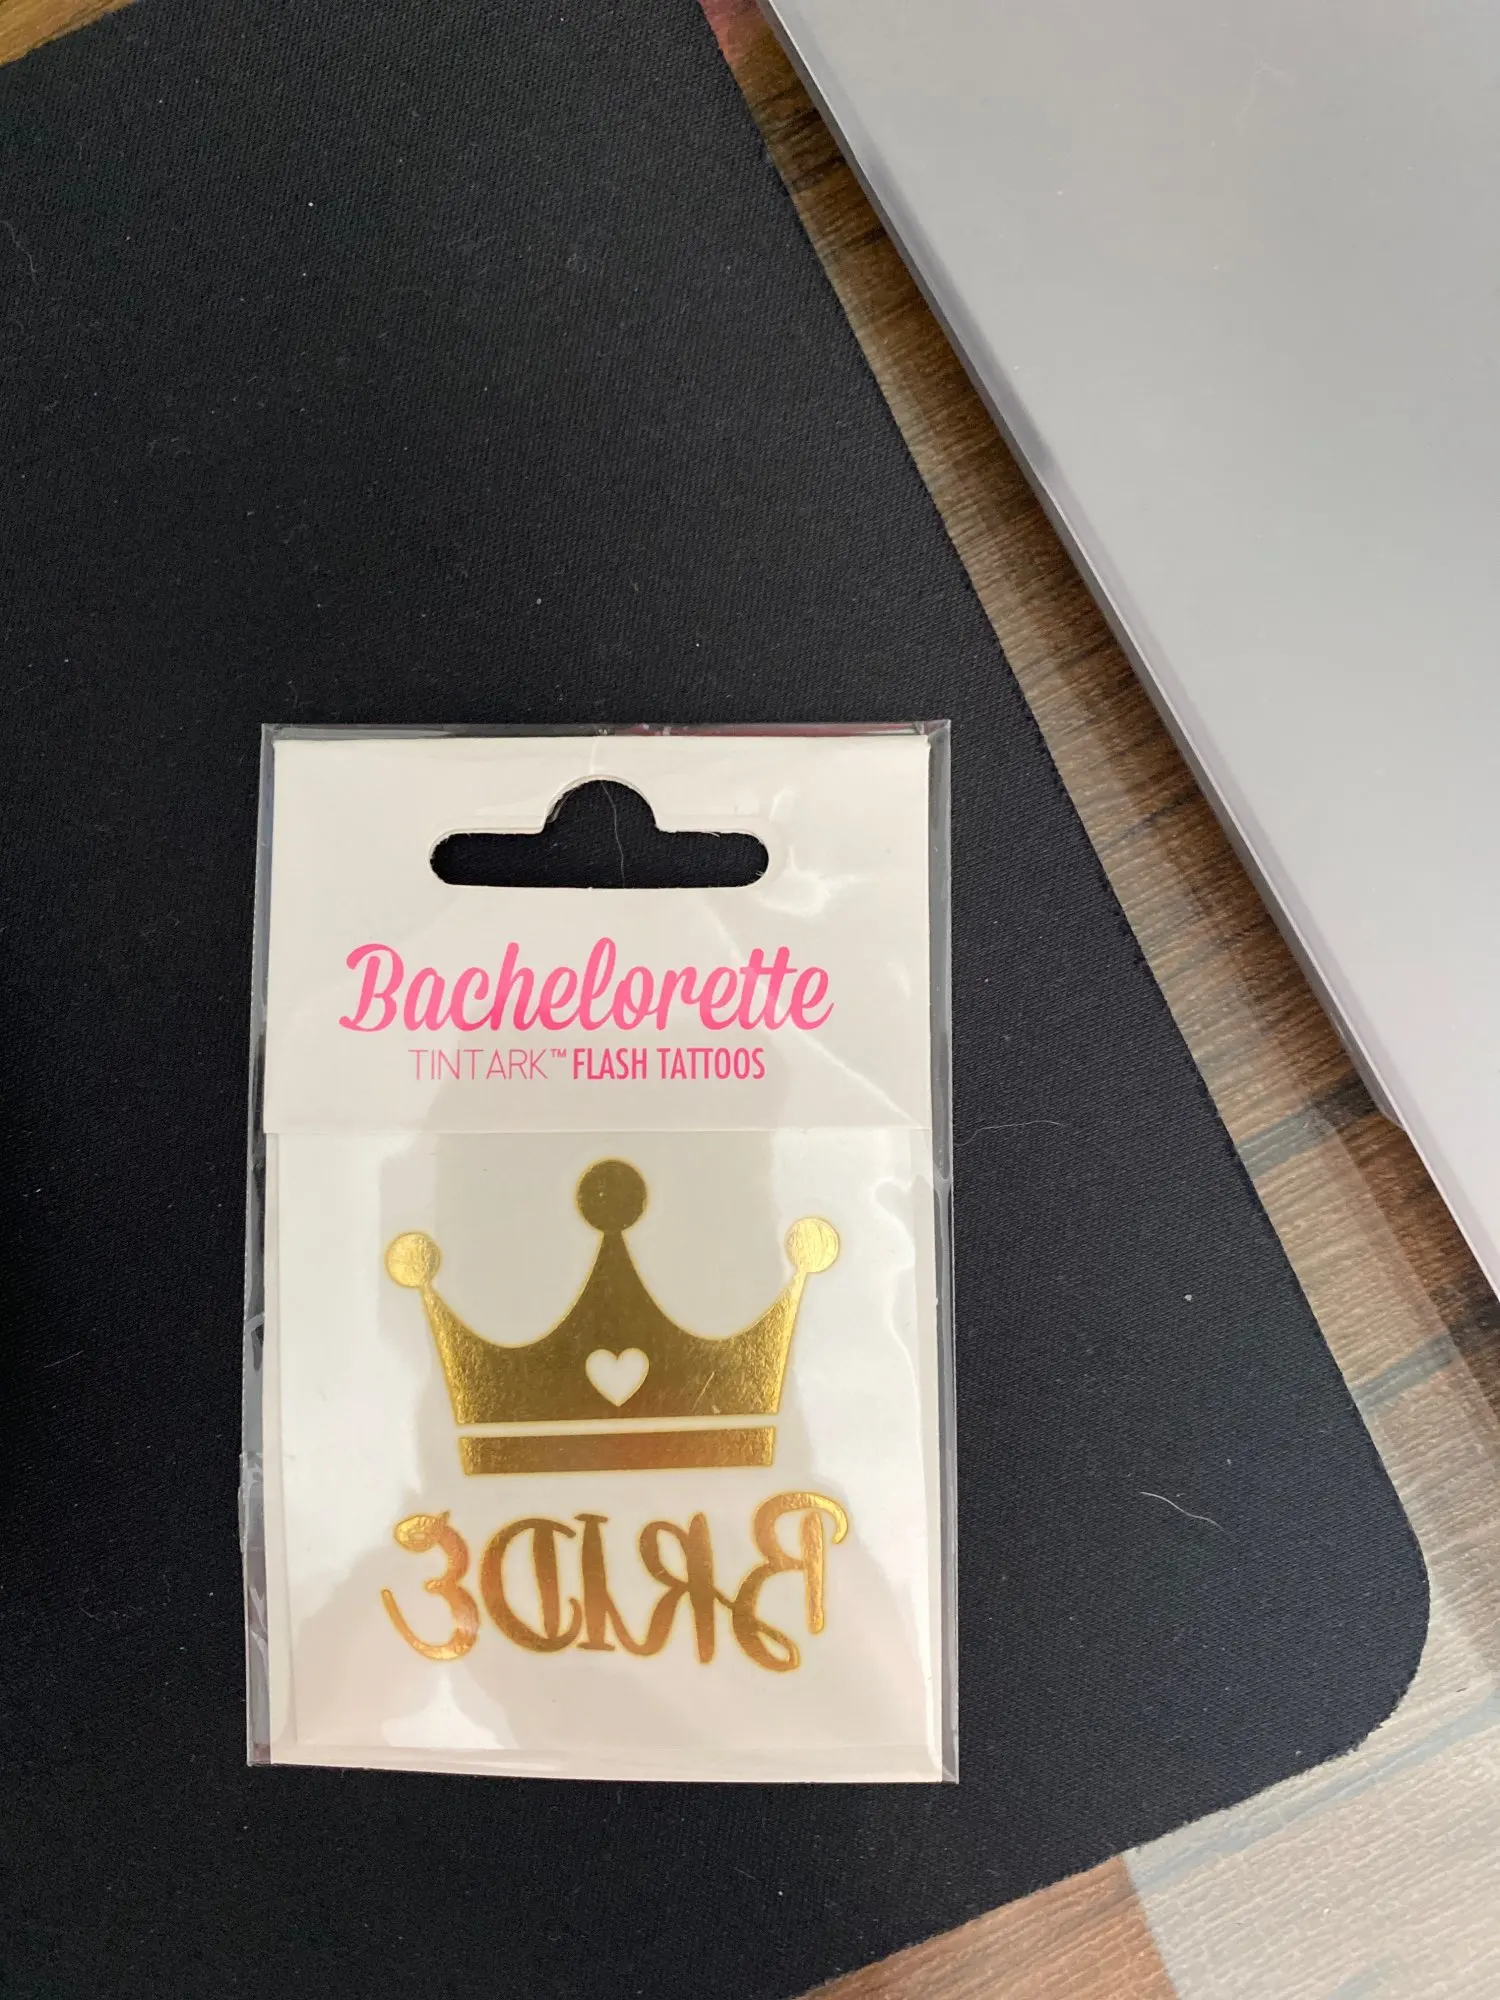 Bachelorette
TINTARK™ FLASH TATTOOS
BRIDE